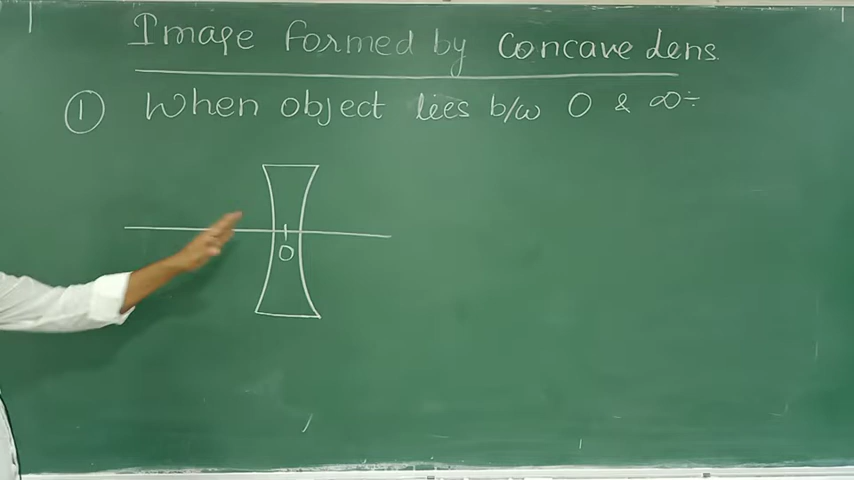 Image formed by Concave Lens
① When object lies b/w O & ∞÷
O